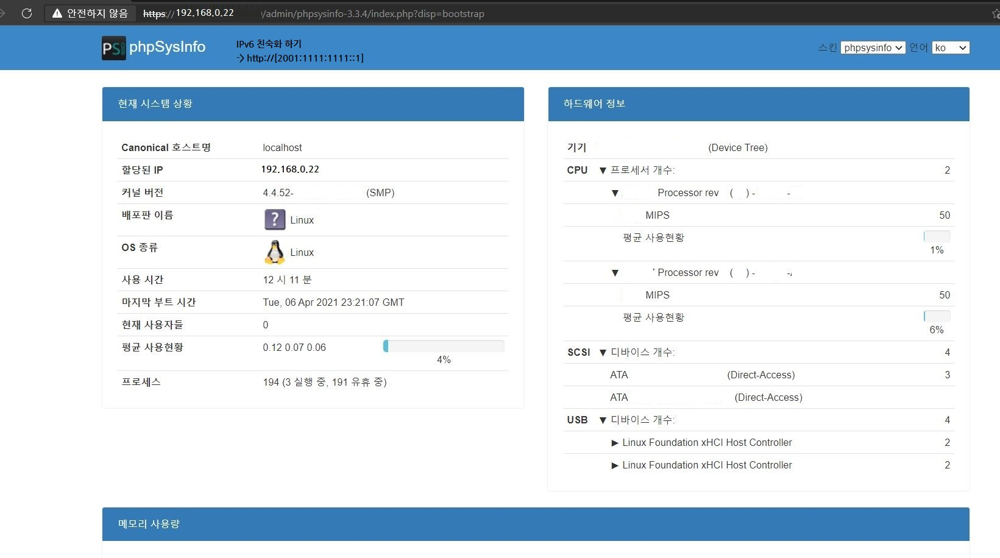 안전하지 않음 https://192.168.0.22/admin/phpsysinfo-3.3.4/index.php?disp=bootstrap
PSi phpSysInfo
IPv6 친숙화 하기
-> http://[2001:1111:1111::1]
스킨 phpsysinfo 언어 ko
현재 시스템 상황
Canonical 호스트명 localhost
할당된 IP 192.168.0.22
커널 버전 4.4.52- (SMP)
배포판 이름 ? Linux
OS 종류 Linux
사용 시간 12 시 11 분
마지막 부트 시간 Tue, 06 Apr 2021 23:21:07 GMT
현재 사용자들 0
평균 사용현황 0.12 0.07 0.06
4%
프로세스 194 (3 실행 중, 191 유휴 중)
하드웨어 정보
기기 (Device Tree)
CPU ▼ 프로세서 개수: 2
▼ Processor rev ( ) - -
MIPS 50
평균 사용현황
1%
▼ Processor rev ( ) - -
MIPS 50
평균 사용현황
6%
SCSI ▼ 디바이스 개수: 4
ATA (Direct-Access) 3
ATA (Direct-Access)
USB ▼ 디바이스 개수: 4
▶ Linux Foundation xHCI Host Controller 2
▶ Linux Foundation xHCI Host Controller 2
메모리 사용량